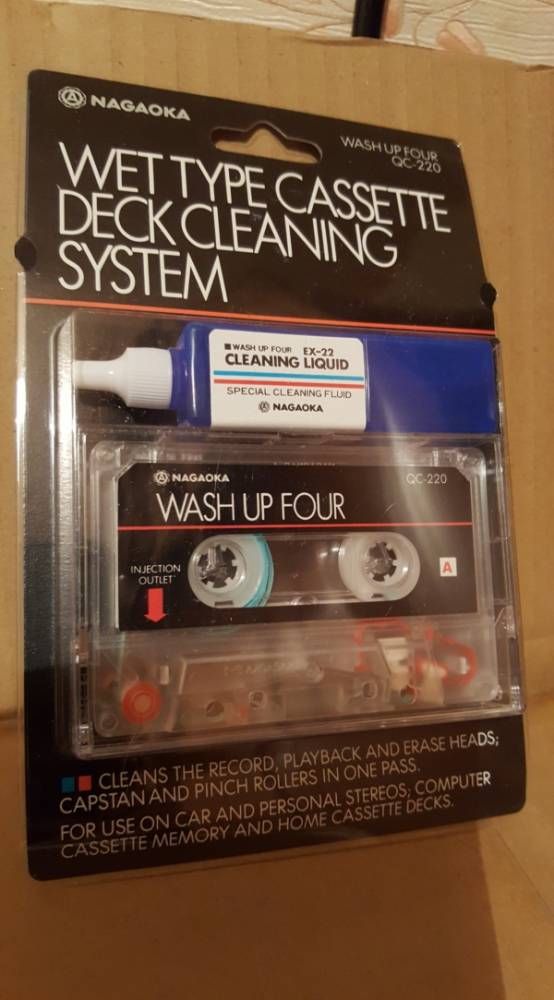 NAGAOKA
WASH UP FOUR
QC-220
WET TYPE CASSETTE
DECK CLEANING
SYSTEM
WASH UP FOUR EX-22
CLEANING LIQUID
SPECIAL CLEANING FLUID
NAGAOKA
NAGAOKA QC-220
WASH UP FOUR
INJECTION
OUTLET
A
NAGAOKA
CLEANS THE RECORD, PLAYBACK AND ERASE HEADS;
CAPSTAN AND PINCH ROLLERS IN ONE PASS.
FOR USE ON CAR AND PERSONAL STEREOS; COMPUTER
CASSETTE MEMORY AND HOME CASSETTE DECKS.